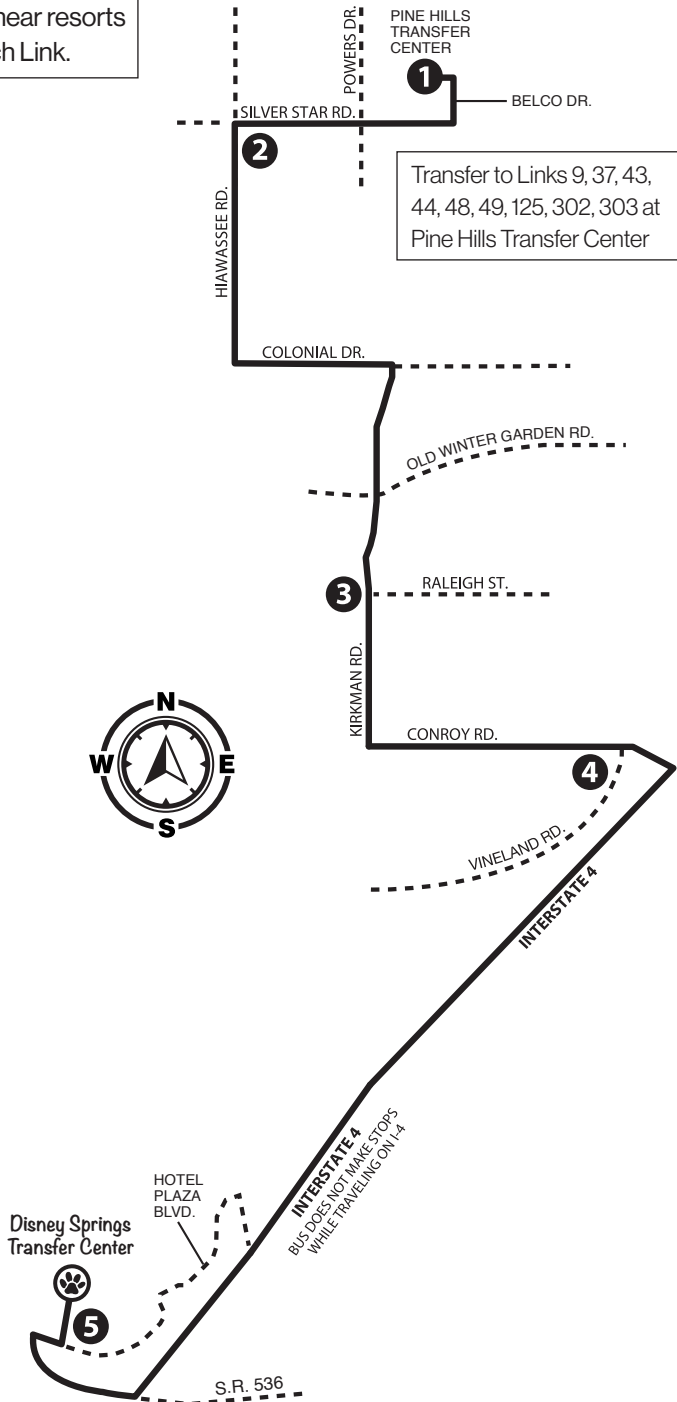 near resorts
ch Link.
POWERS DR.
PINE HILLS
TRANSFER
CENTER
1
BELCO DR.
SILVER STAR RD.
2
Transfer to Links 9, 37, 43,
44, 48, 49, 125, 302, 303 at
Pine Hills Transfer Center
HIAWASSEE RD.
COLONIAL DR.
OLD WINTER GARDEN RD.
3
RALEIGH ST.
KIRKMAN RD.
CONROY RD.
N
W
E
S
4
VINELAND RD.
INTERSTATE 4
INTERSTATE 4
BUS DOES NOT MAKE STOPS
WHILE TRAVELING ON I-4
HOTEL
PLAZA
BLVD.
Disney Springs
Transfer Center
5
S.R. 536